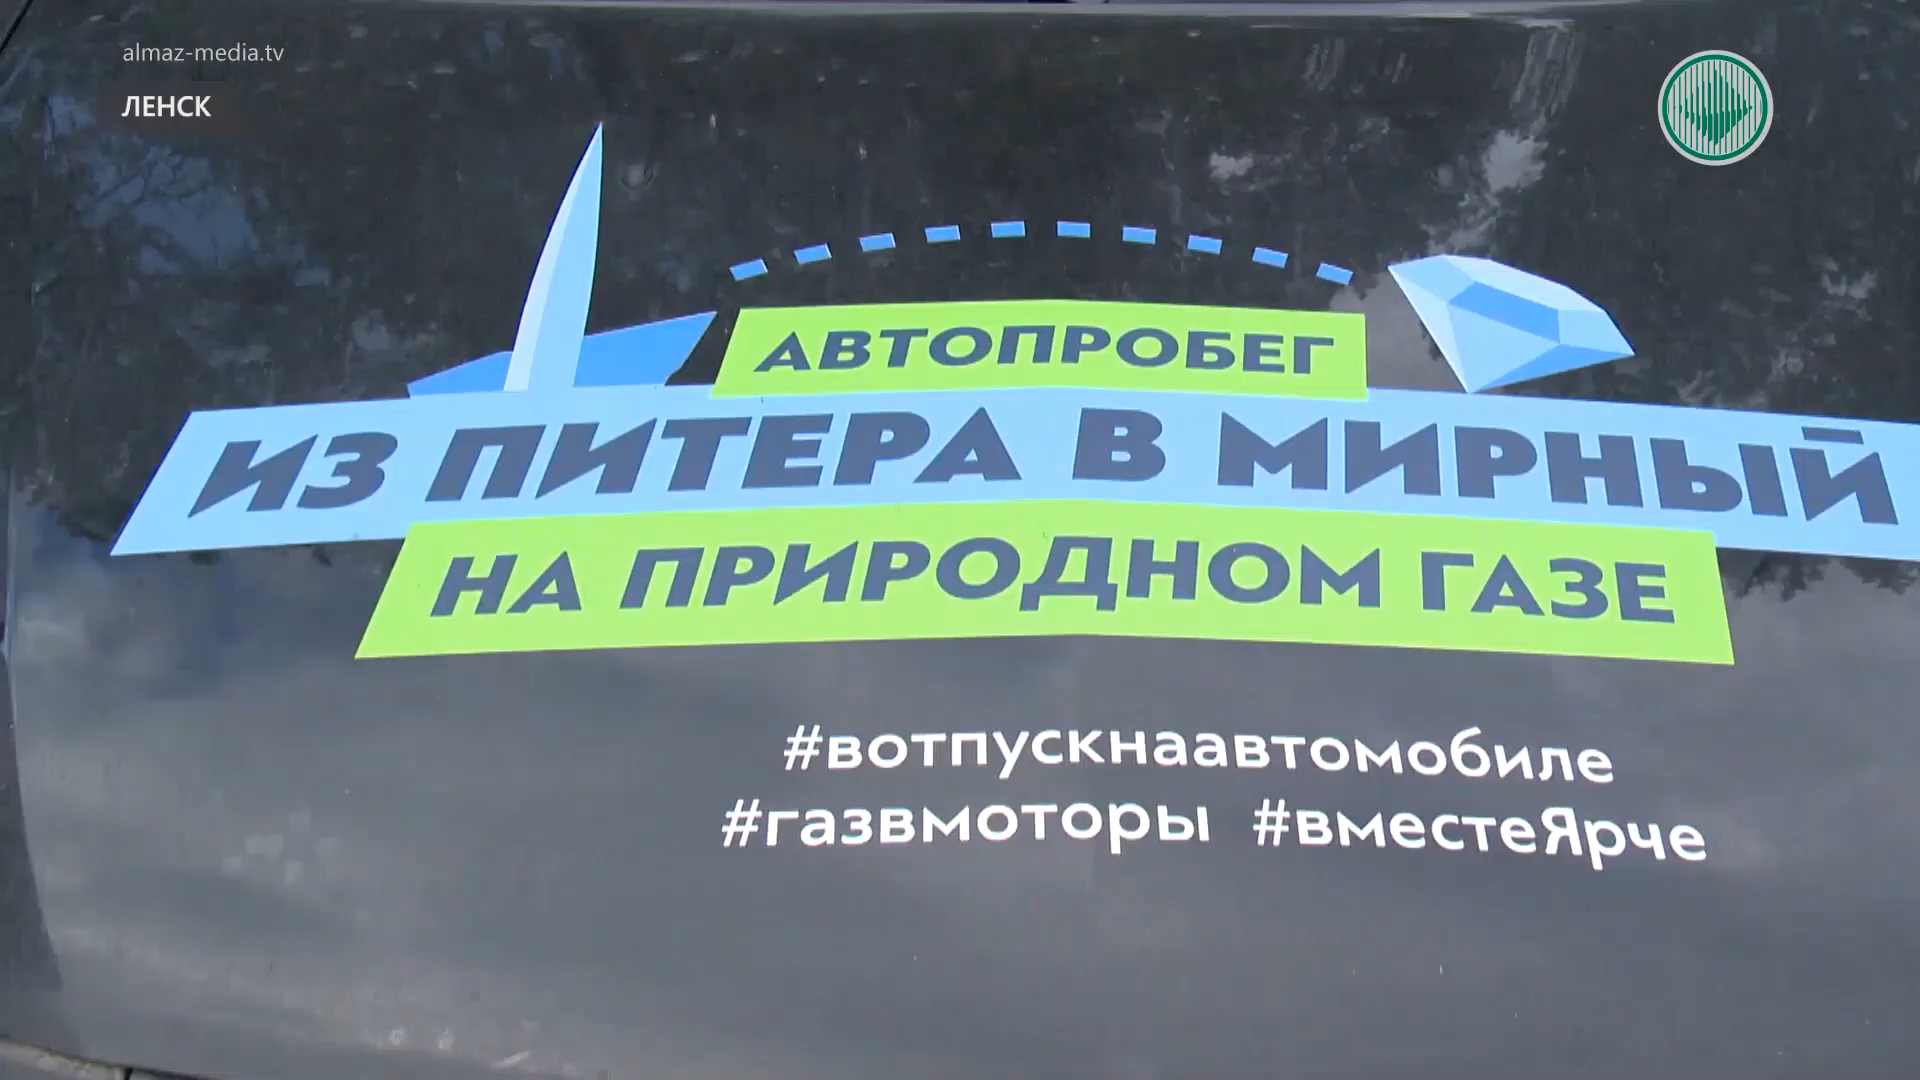 almaz-media.tv
ЛЕНСК
АВТОПРОБЕГ
ИЗ ПИТЕРА В МИРНЫЙ
НА ПРИРОДНОМ ГАЗЕ
#вотпускнаавтомобиле
#газвмоторы #вместеЯрче